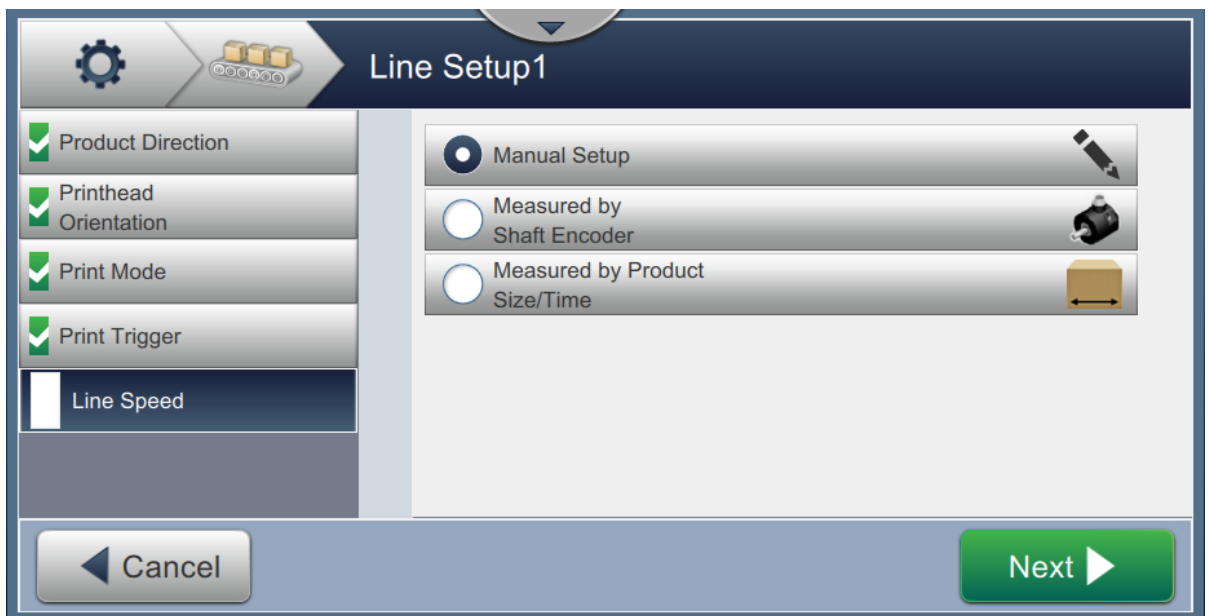 Line Setup1
Product Direction
Printhead
Orientation
Print Mode
Print Trigger
Line Speed
Manual Setup
Measured by
Shaft Encoder
Measured by Product
Size/Time
Cancel
Next